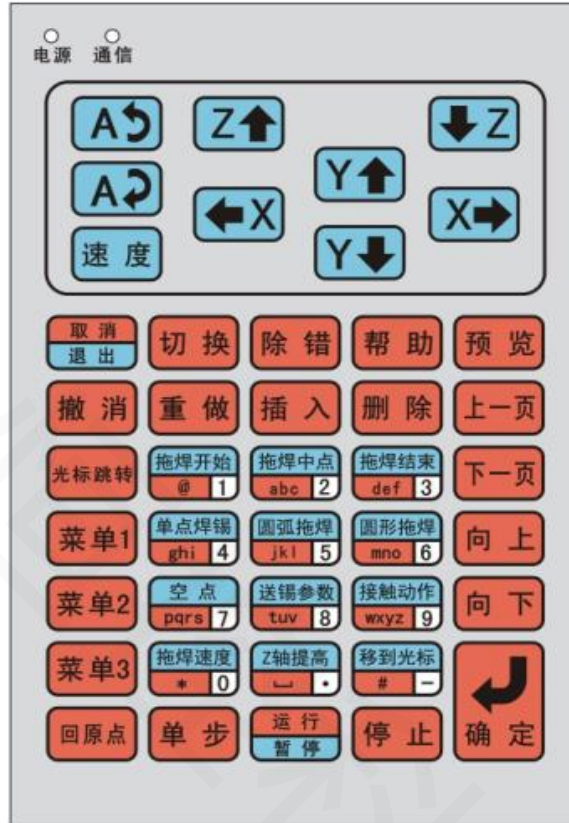 电源 通信
A Z Z
A Y
X X
速度 Y
取消
退出
切换 除错 帮助 预览
撤消 重做 插入 删除 上一页
光标跳转
拖焊开始
@ 1
拖焊中点
abc 2
拖焊结束
def 3
下一页
菜单1
单点焊锡
ghi 4
圆弧拖焊
jkl 5
圆形拖焊
mno 6
向上
菜单2
空点
pqrs 7
送锡参数
tuv 8
接触动作
wxyz 9
向下
菜单3
拖焊速度
* 0
Z轴提高
⎵ ·
移到光标
# -
确定
回原点 单步
运行
暂停
停止